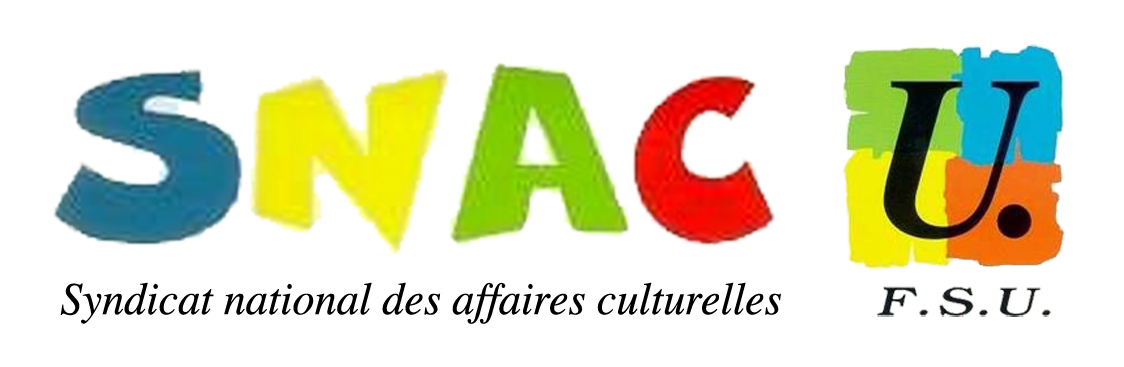 SNAC
Syndicat national des affaires culturelles
U.
F.S.U.